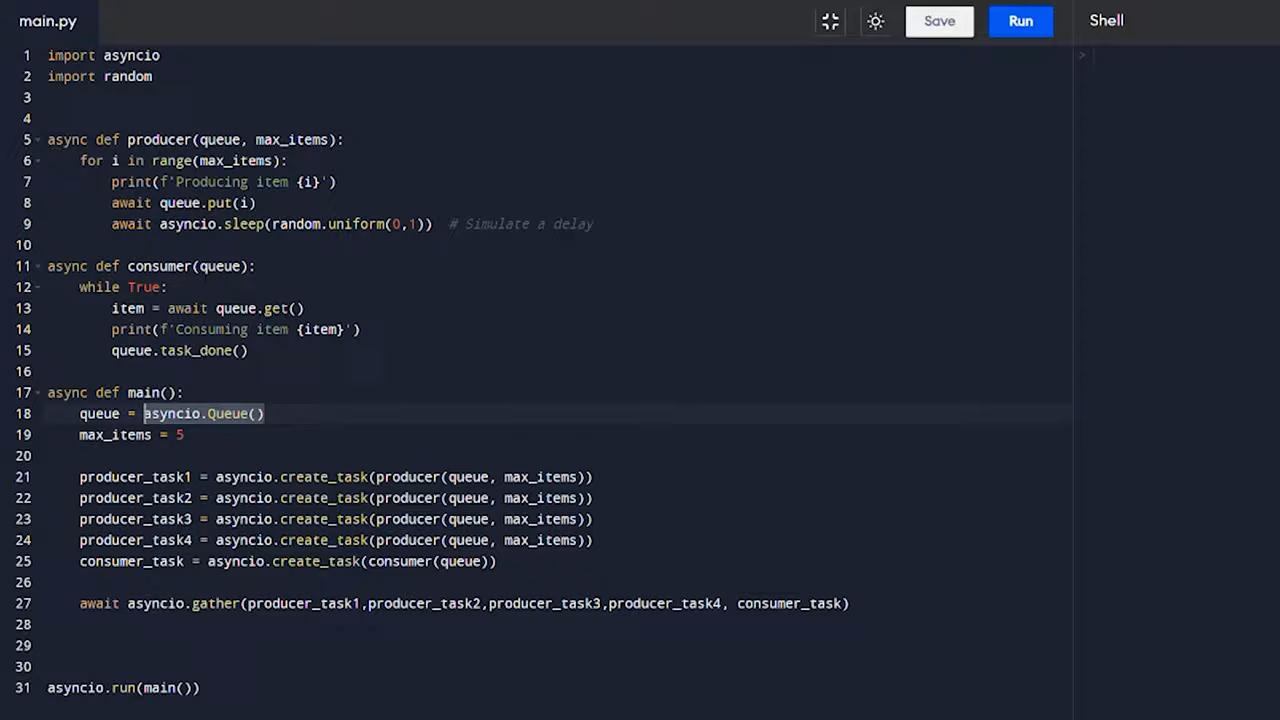 main.py
Save
Run
Shell
1 import asyncio
2 import random
3
4
5 async def producer(queue, max_items):
6     for i in range(max_items):
7         print(f'Producing item {i}')
8         await queue.put(i)
9         await asyncio.sleep(random.uniform(0,1))  # Simulate a delay
10
11 async def consumer(queue):
12     while True:
13         item = await queue.get()
14         print(f'Consuming item {item}')
15         queue.task_done()
16
17 async def main():
18     queue = asyncio.Queue()
19     max_items = 5
20
21     producer_task1 = asyncio.create_task(producer(queue, max_items))
22     producer_task2 = asyncio.create_task(producer(queue, max_items))
23     producer_task3 = asyncio.create_task(producer(queue, max_items))
24     producer_task4 = asyncio.create_task(producer(queue, max_items))
25     consumer_task = asyncio.create_task(consumer(queue))
26
27     await asyncio.gather(producer_task1,producer_task2,producer_task3,producer_task4, consumer_task)
28
29
30
31 asyncio.run(main())
>